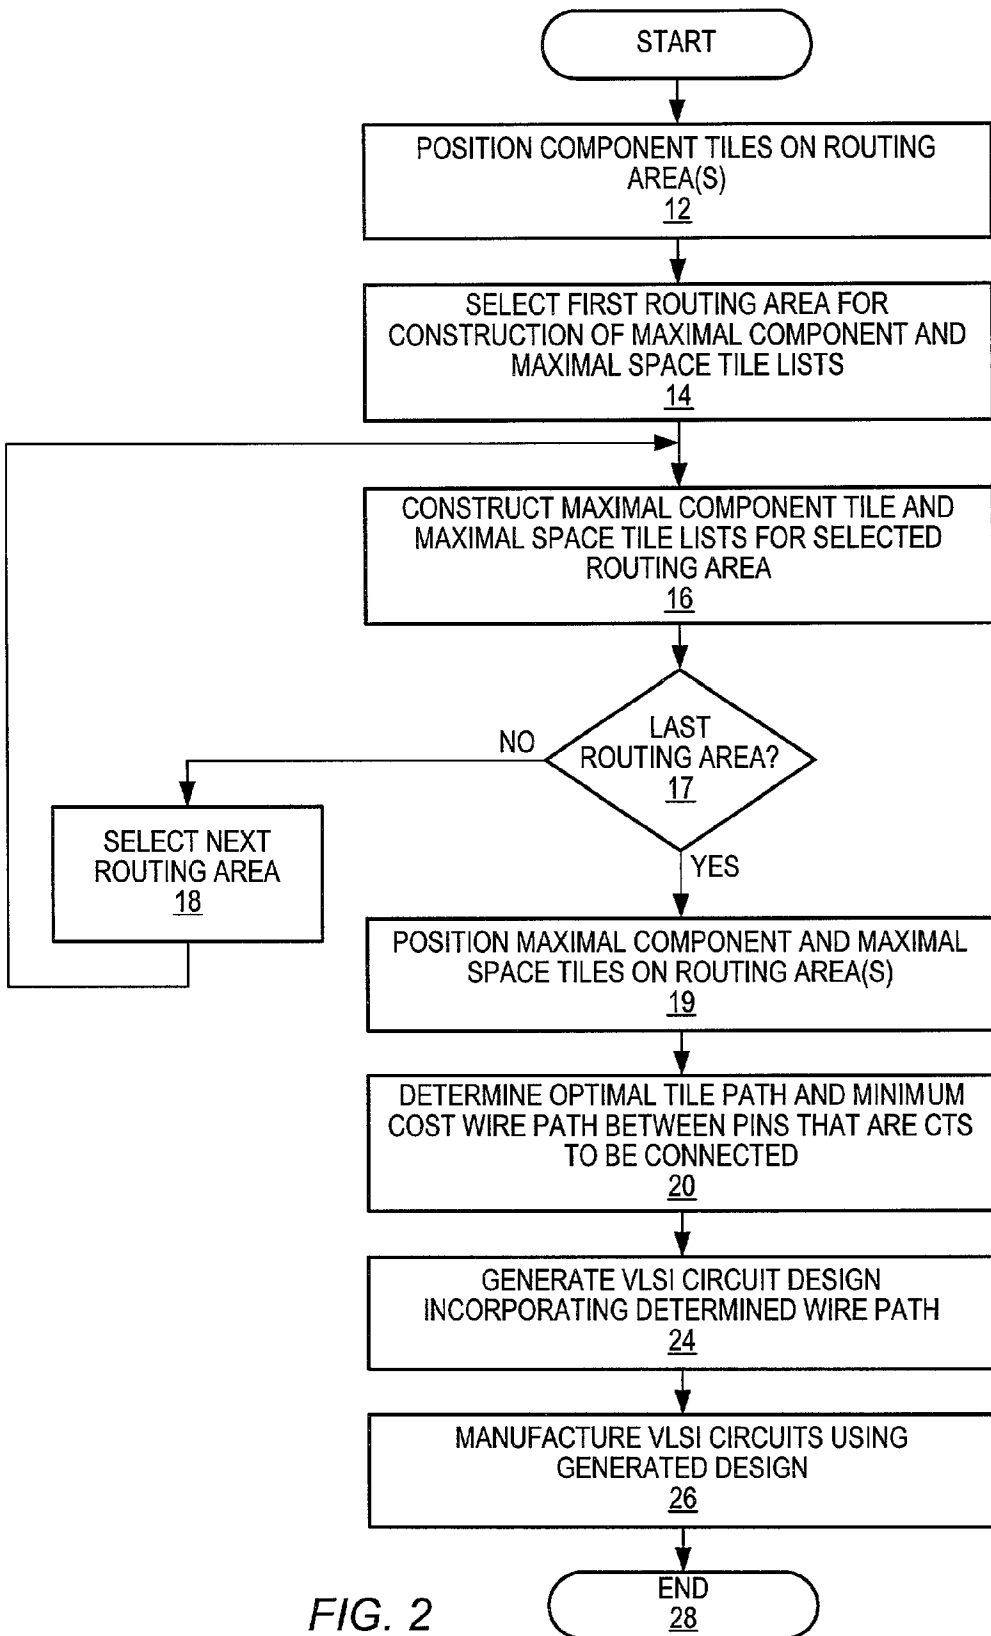 START
POSITION COMPONENT TILES ON ROUTING
AREA(S)
12
SELECT FIRST ROUTING AREA FOR
CONSTRUCTION OF MAXIMAL COMPONENT AND
MAXIMAL SPACE TILE LISTS
14
CONSTRUCT MAXIMAL COMPONENT TILE AND
MAXIMAL SPACE TILE LISTS FOR SELECTED
ROUTING AREA
16
LAST
ROUTING AREA?
17
NO
YES
SELECT NEXT
ROUTING AREA
18
POSITION MAXIMAL COMPONENT AND MAXIMAL
SPACE TILES ON ROUTING AREA(S)
19
DETERMINE OPTIMAL TILE PATH AND MINIMUM
COST WIRE PATH BETWEEN PINS THAT ARE CTS
TO BE CONNECTED
20
GENERATE VLSI CIRCUIT DESIGN
INCORPORATING DETERMINED WIRE PATH
24
MANUFACTURE VLSI CIRCUITS USING
GENERATED DESIGN
26
END
28
FIG. 2